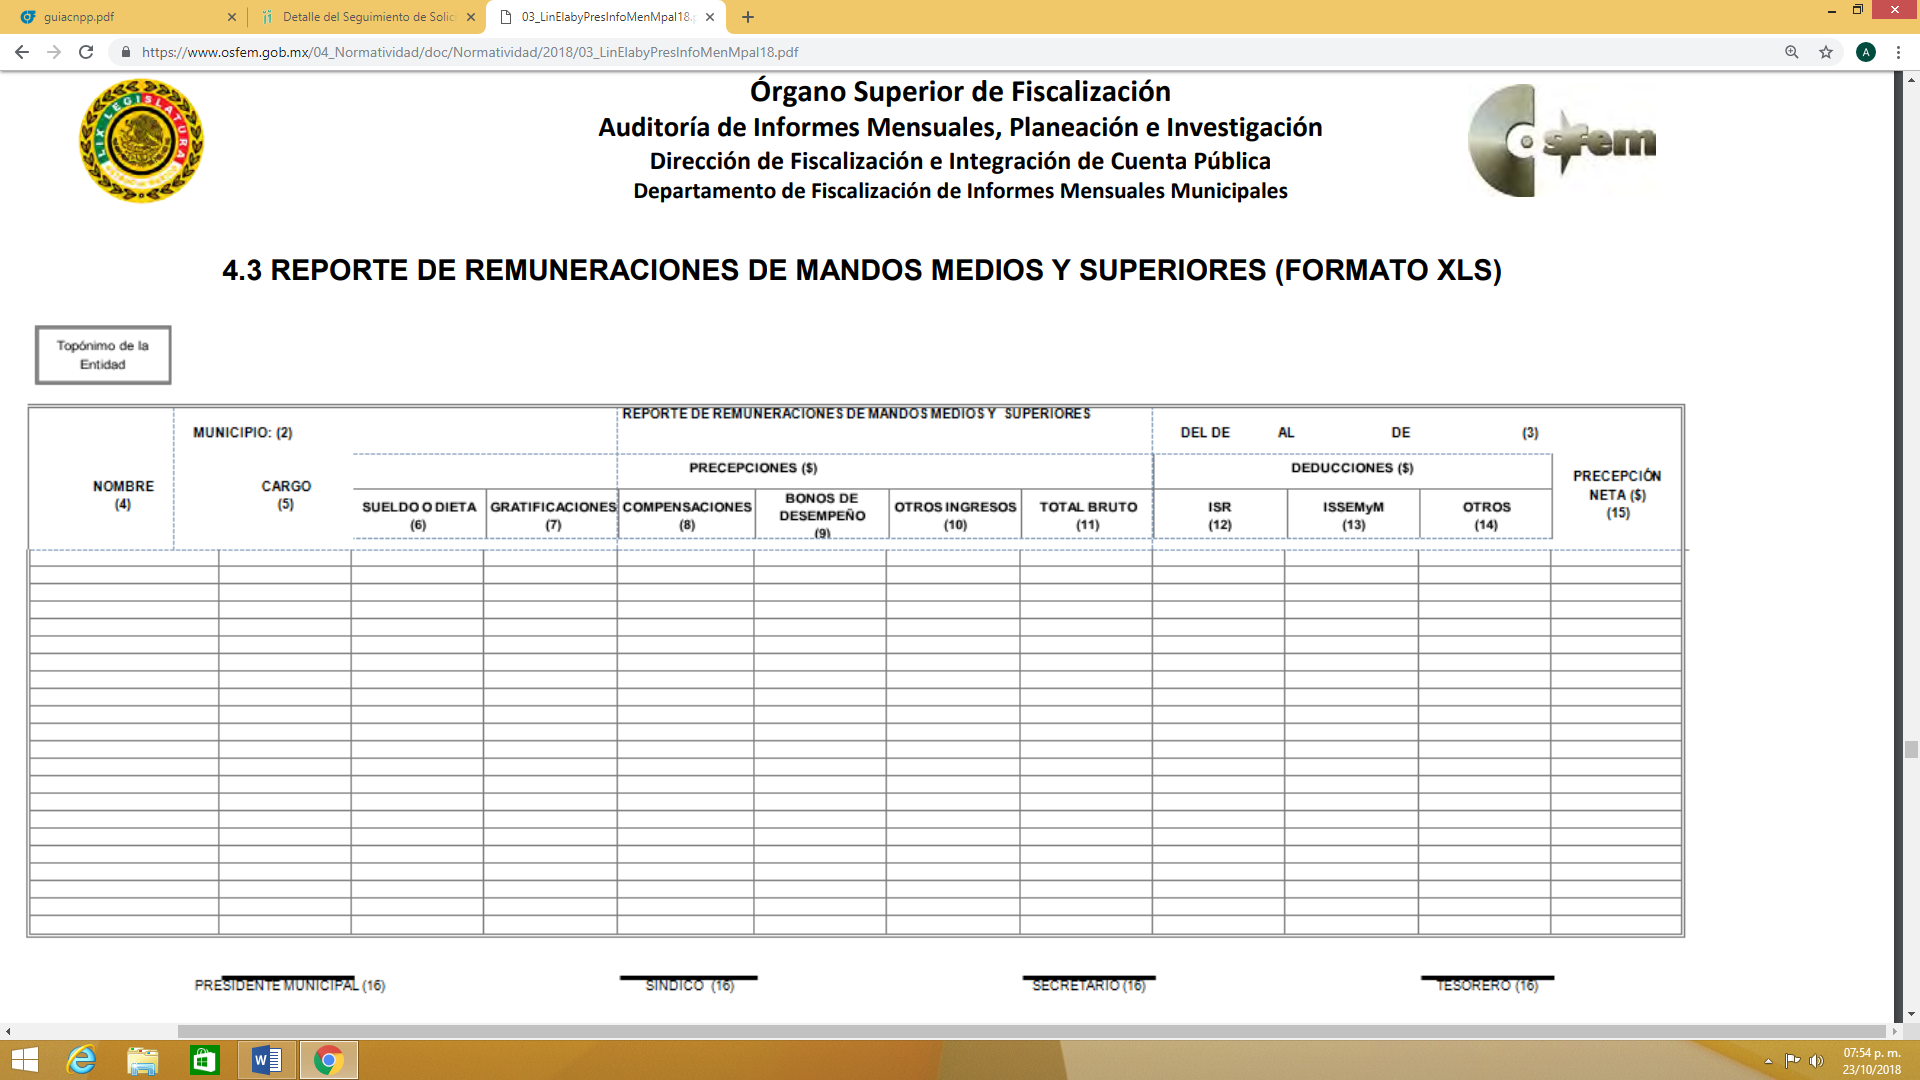 guiacnpp.pdf
Detalle del Seguimiento de Solic
03_LinElabyPresInfoMenMpal18.p
https://www.osfem.gob.mx/04_Normatividad/doc/Normatividad/2018/03_LinElabyPresInfoMenMpal18.pdf
A
LIX LEGISLATURA
Órgano Superior de Fiscalización
Auditoría de Informes Mensuales, Planeación e Investigación
Dirección de Fiscalización e Integración de Cuenta Pública
Departamento de Fiscalización de Informes Mensuales Municipales
osfem
4.3 REPORTE DE REMUNERACIONES DE MANDOS MEDIOS Y SUPERIORES (FORMATO XLS)
Topónimo de la
Entidad
REPORTE DE REMUNERACIONES DE MANDOS MEDIOS Y SUPERIORES
MUNICIPIO: (2)
DEL DE AL DE (3)
NOMBRE
(4)
CARGO
(5)
PRECEPCIONES ($)
SUELDO O DIETA
(6)
GRATIFICACIONES
(7)
COMPENSACIONES
(8)
BONOS DE
DESEMPEÑO
(9)
OTROS INGRESOS
(10)
TOTAL BRUTO
(11)
DEDUCCIONES ($)
ISR
(12)
ISSEMyM
(13)
OTROS
(14)
PRECEPCIÓN
NETA ($)
(15)
PRESIDENTE MUNICIPAL (16)
SINDICO (16)
SECRETARIO (16)
TESORERO (16)
07:54 p. m.
23/10/2018